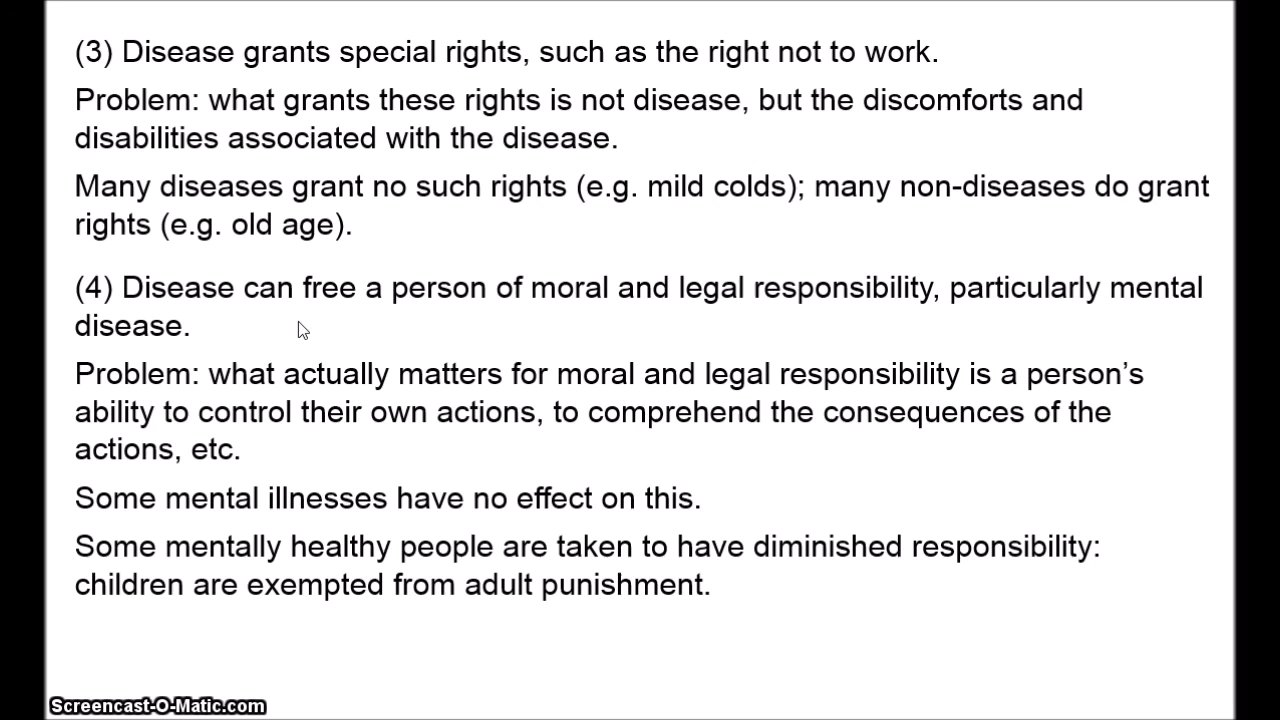 (3) Disease grants special rights, such as the right not to work.
Problem: what grants these rights is not disease, but the discomforts and
disabilities associated with the disease.
Many diseases grant no such rights (e.g. mild colds); many non-diseases do grant
rights (e.g. old age).
(4) Disease can free a person of moral and legal responsibility, particularly mental
disease.
Problem: what actually matters for moral and legal responsibility is a person’s
ability to control their own actions, to comprehend the consequences of the
actions, etc.
Some mental illnesses have no effect on this.
Some mentally healthy people are taken to have diminished responsibility:
children are exempted from adult punishment.
Screencast-O-Matic.com